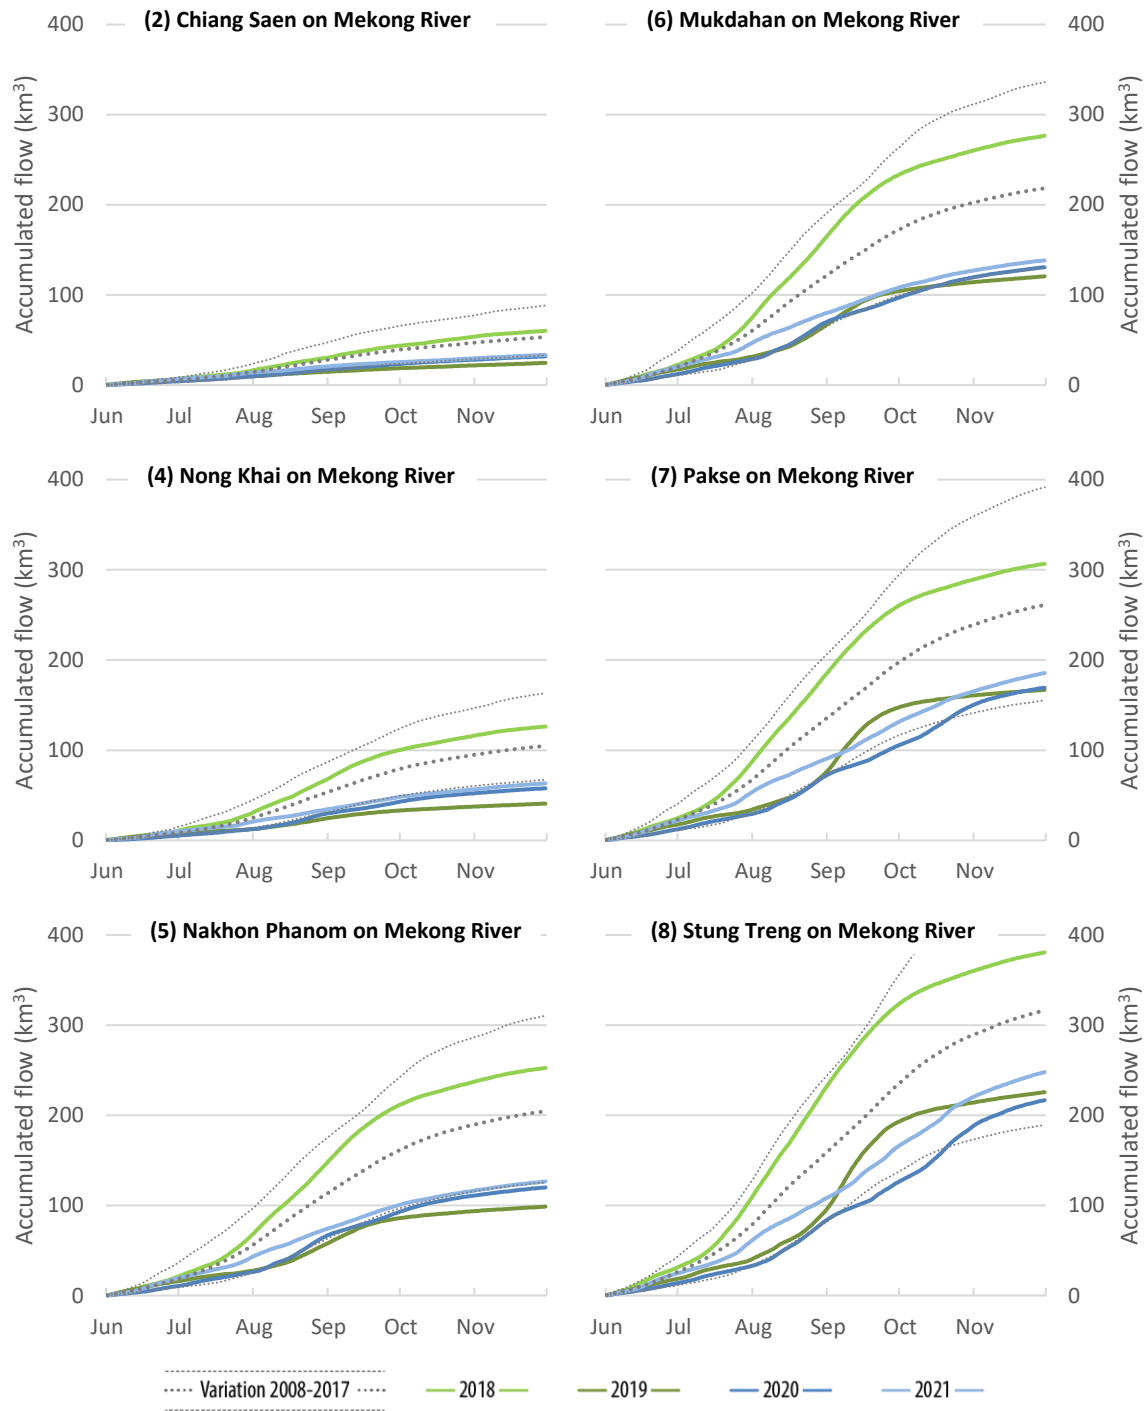 (2) Chiang Saen on Mekong River
Accumulated flow (km³)
400
300
200
100
0
Jun Jul Aug Sep Oct Nov
(6) Mukdahan on Mekong River
400
300
200
100
0
Accumulated flow (km³)
Jun Jul Aug Sep Oct Nov
(4) Nong Khai on Mekong River
Accumulated flow (km³)
400
300
200
100
0
Jun Jul Aug Sep Oct Nov
(7) Pakse on Mekong River
400
300
200
100
0
Accumulated flow (km³)
Jun Jul Aug Sep Oct Nov
(5) Nakhon Phanom on Mekong River
Accumulated flow (km³)
400
300
200
100
0
Jun Jul Aug Sep Oct Nov
(8) Stung Treng on Mekong River
400
300
200
100
0
Accumulated flow (km³)
Jun Jul Aug Sep Oct Nov
Variation 2008-2017 2018 2019 2020 2021